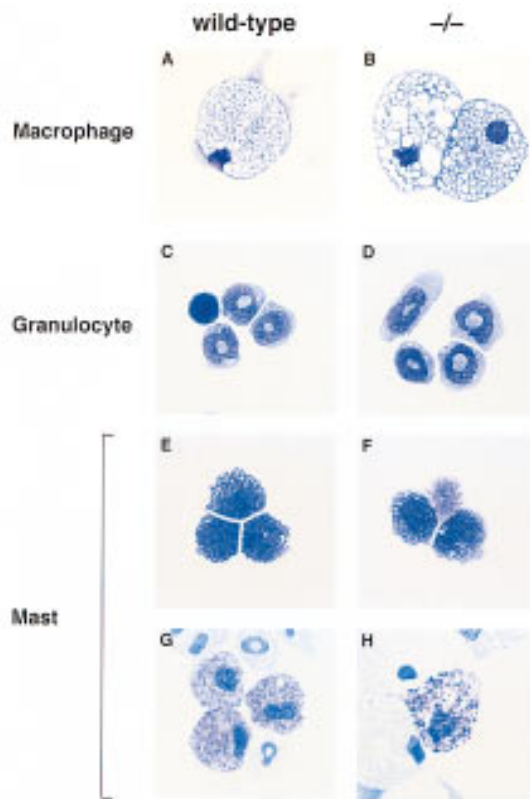 wild-type –/–
A B
Macrophage
C D
Granulocyte
E F
Mast
G H